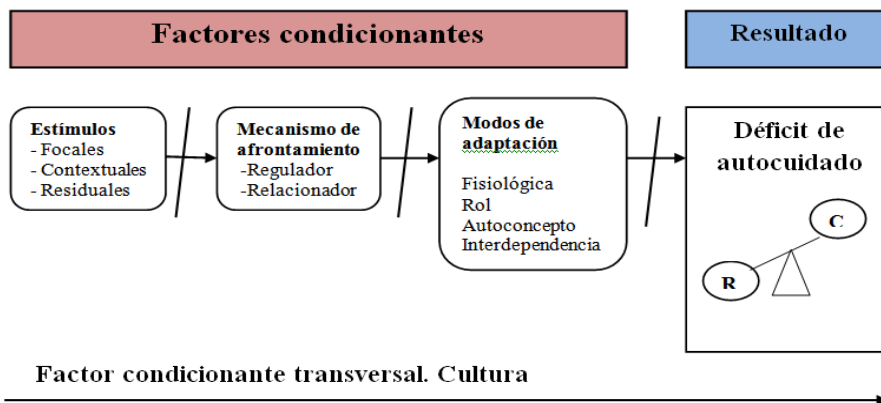 Factores condicionantes
Resultado
Estímulos
- Focales
- Contextuales
- Residuales
Mecanismo de
afrontamiento
-Regulador
-Relacionador
Modos de
adaptación
Fisiológica
Rol
Autoconcepto
Interdependencia
Déficit de
autocuidado
C
R
Factor condicionante transversal. Cultura